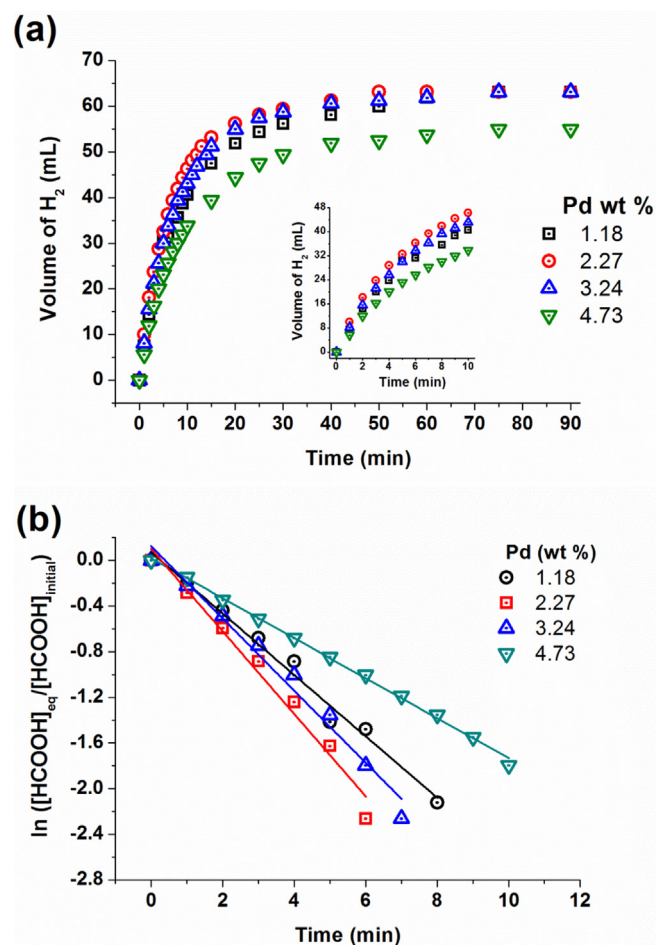 (a)
Volume of H2 (mL)
70
60
50
40
30
20
10
0
0 10 20 30 40 50 60 70 80 90
Time (min)
Volume of H2 (mL)
48
36
24
12
0
0 2 4 6 8 10
Time (min)
Pd wt %
1.18
2.27
3.24
4.73
(b)
ln ([HCOOH]eq/[HCOOH]initial)
0.0
-0.4
-0.8
-1.2
-1.6
-2.0
-2.4
-2.8
0 2 4 6 8 10 12
Time (min)
Pd (wt %)
1.18
2.27
3.24
4.73